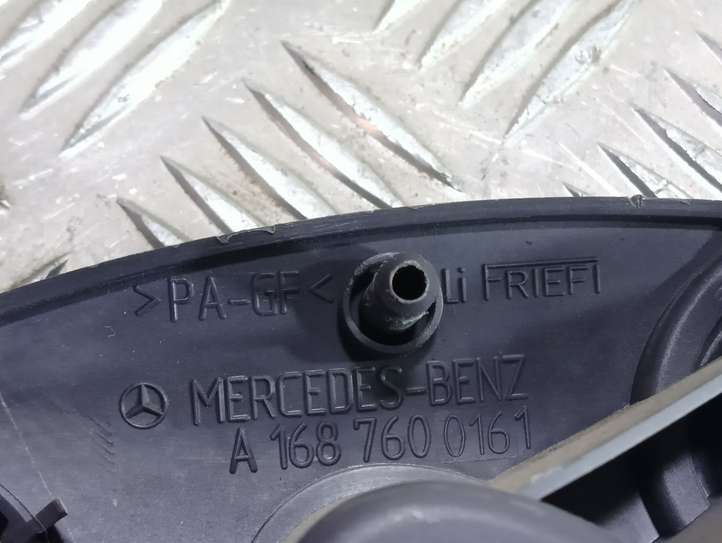 >PA-GF< Li FRIEFI
MERCEDES-BENZ
A 168 760 0161